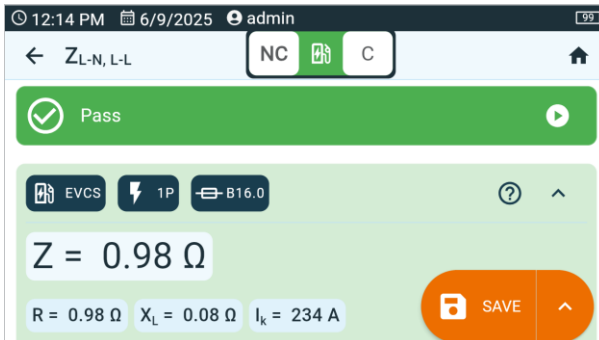 12:14 PM 6/9/2025 admin 99
ZL-N, L-L NC C
Pass
EVCS 1P B16.0
Z = 0.98 Ω
R = 0.98 Ω XL = 0.08 Ω Ik = 234 A SAVE